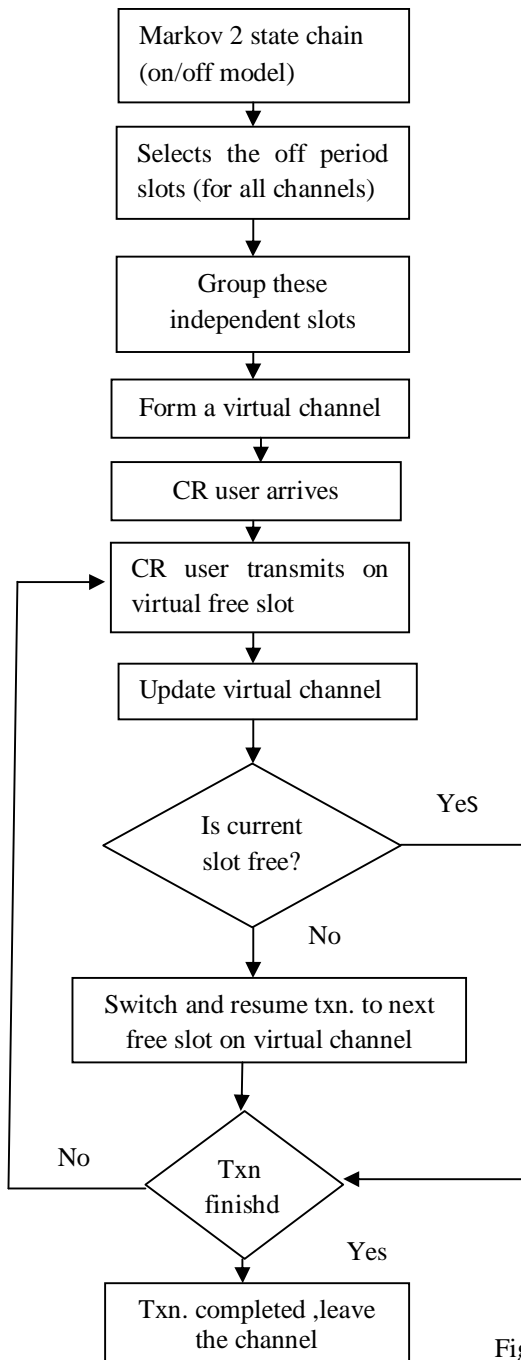 Markov 2 state chain
(on/off model)
Selects the off period
slots (for all channels)
Group these
independent slots
Form a virtual channel
CR user arrives
CR user transmits on
virtual free slot
Update virtual channel
Is current
slot free?
YeS
No
Switch and resume txn. to next
free slot on virtual channel
No
Txn
finishd
Yes
Txn. completed ,leave
the channel
Fig